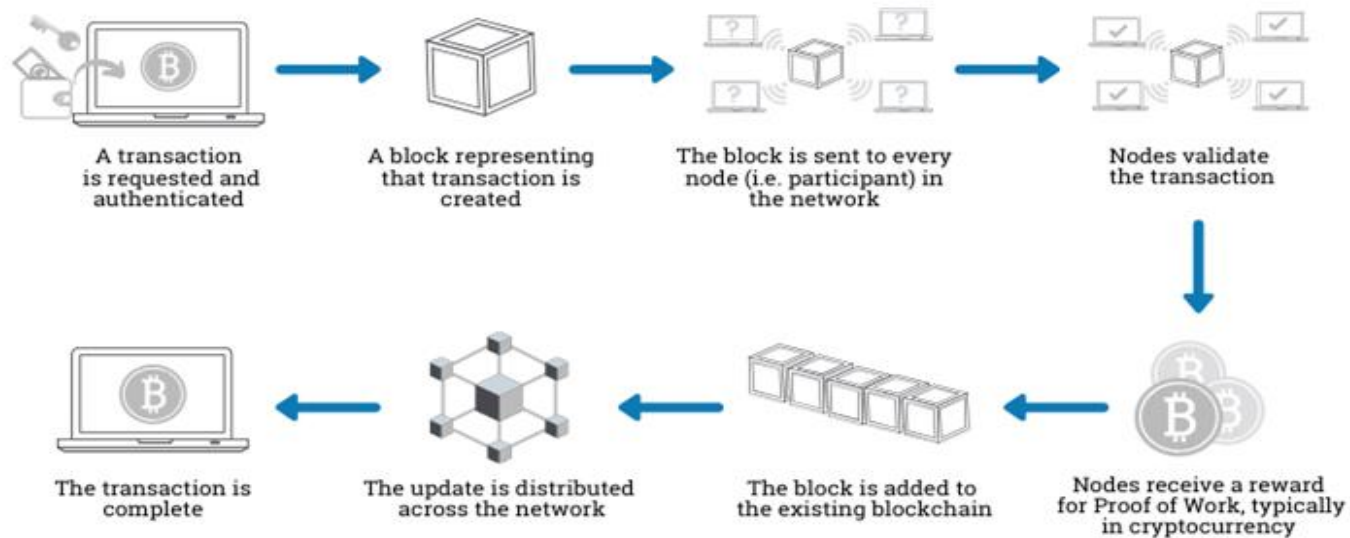 A transaction
is requested and
authenticated
A block representing
that transaction is
created
The block is sent to every
node (i.e. participant) in
the network
Nodes validate
the transaction
Nodes receive a reward
for Proof of Work, typically
in cryptocurrency
The block is added to
the existing blockchain
The update is distributed
across the network
The transaction is
complete